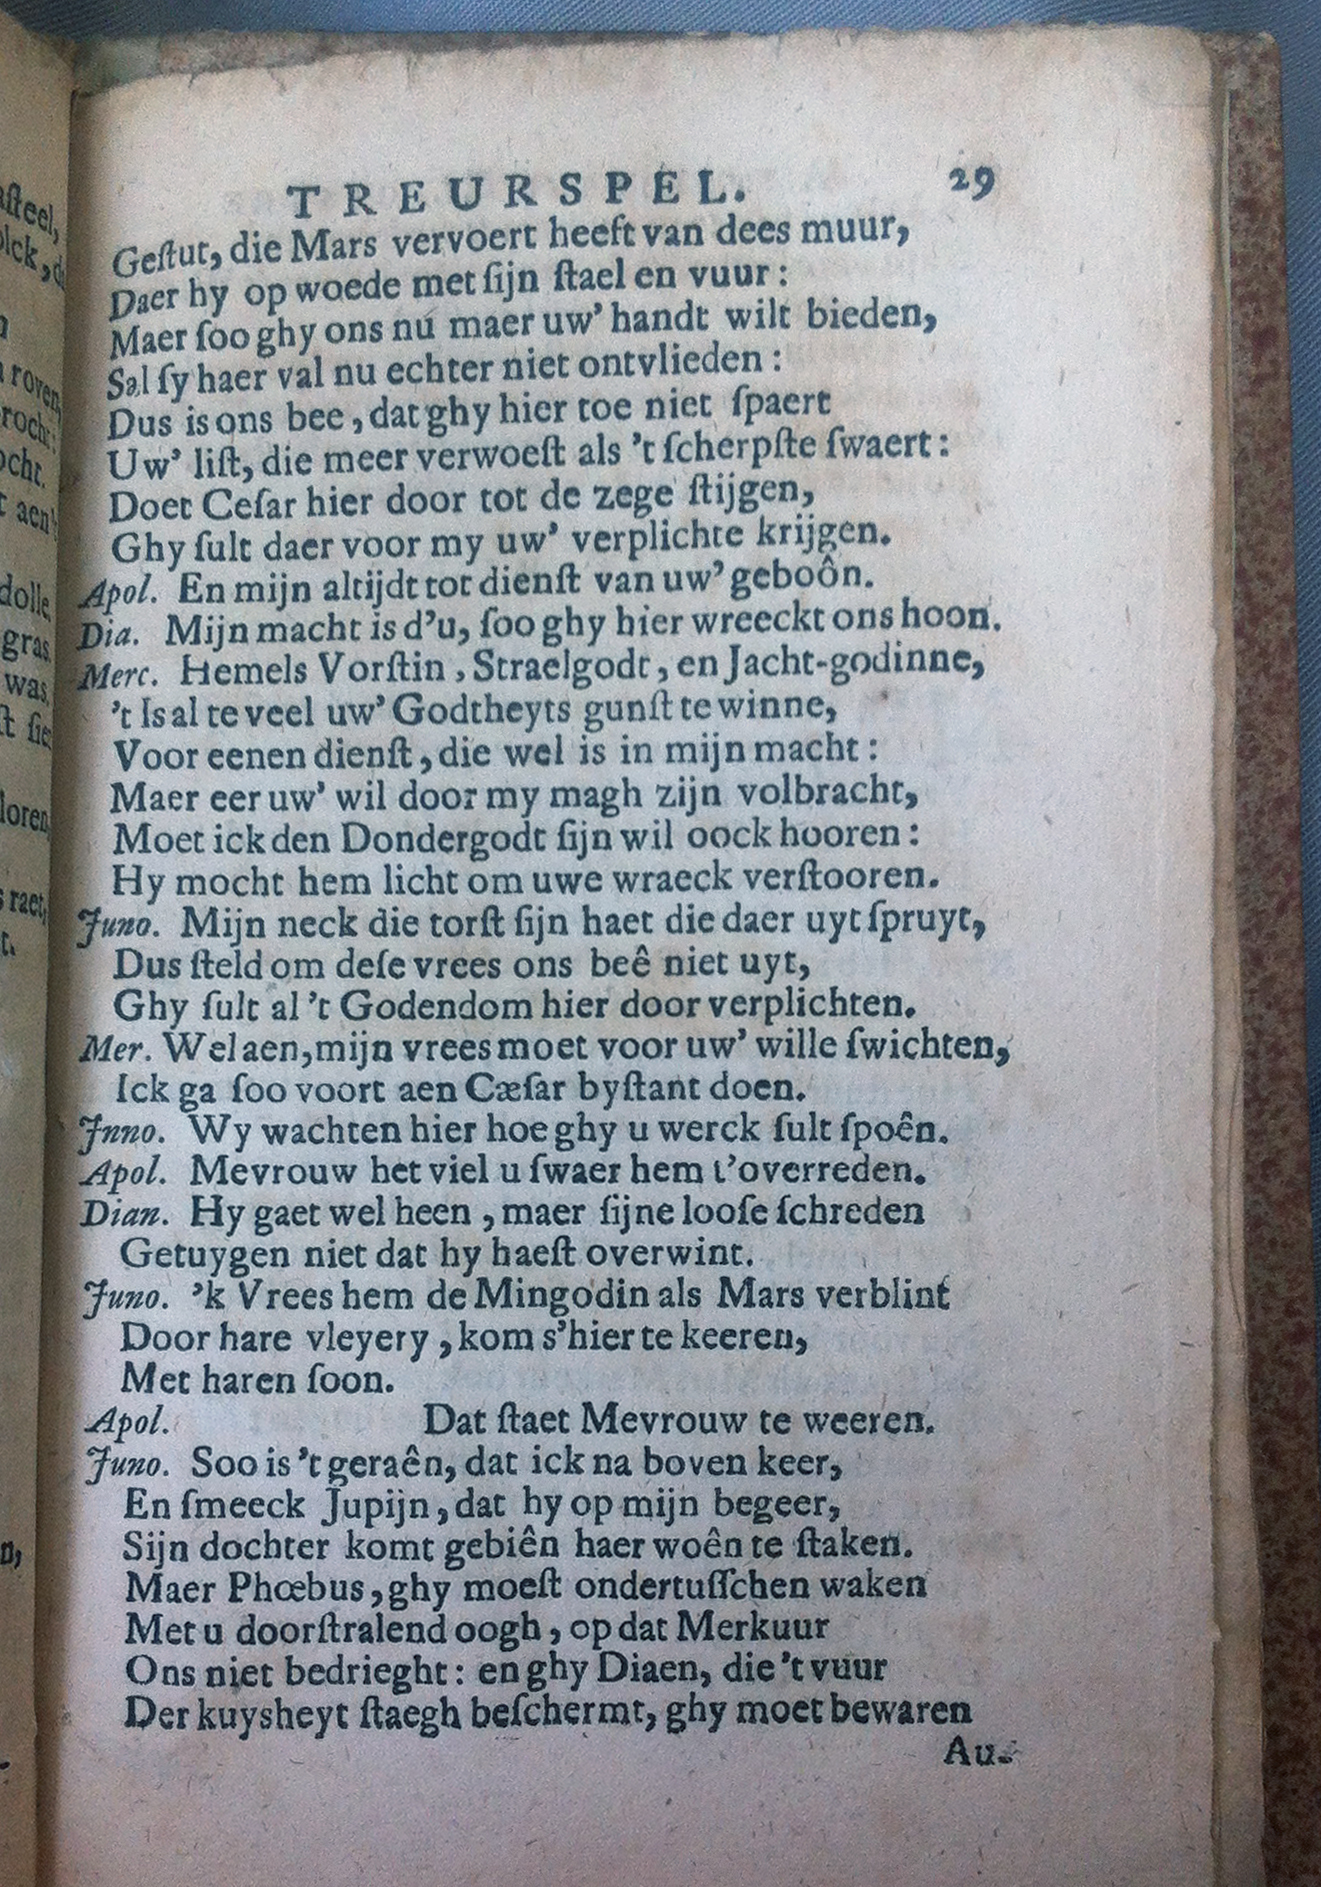 TREURSPEL. 29
Geſtut, die Mars vervoert heeft van dees muur,
Daer hy op woede met ſijn ſtael en vuur:
Maer ſoo ghy ons nu maer uw' handt wilt bieden,
Sal ſy haer val nu echter niet ontvlieden:
Dus is ons bee, dat ghy hier toe niet ſpaert
Uw' liſt, die meer verwoeſt als 't ſcherpſte ſwaert:
Doet Ceſar hier door tot de zege ſtijgen,
Ghy ſult daer voor my uw' verplichte krijgen.
Apol. En mijn altijdt tot dienſt van uw' geboôn.
Dia. Mijn macht is d'u, ſoo ghy hier wreeckt ons hoon.
Merc. Hemels Vorſtin, Straelgodt, en Jacht-godinne,
't Is al te veel uw' Godtheyts gunſt te winne,
Voor eenen dienſt, die wel is in mijn macht:
Maer eer uw' wil door my magh zijn volbracht,
Moet ick den Dondergodt ſijn wil oock hooren:
Hy mocht hem licht om uwe wraeck verſtooren.
Juno. Mijn neck die torſt ſijn haet die daer uyt ſpruyt,
Dus ſteld om deſe vrees ons beê niet uyt,
Ghy ſult al 't Godendom hier door verplichten.
Mer. Wel aen, mijn vrees moet voor uw' wille ſwichten,
Ick ga ſoo voort aen Cæſar byſtant doen.
Jnno. Wy wachten hier hoe ghy u werck ſult ſpoên.
Apol. Mevrouw het viel u ſwaer hem t'overreden.
Dian. Hy gaet wel heen, maer ſijne looſe ſchreden
Getuygen niet dat hy haeſt overwint.
Juno. 'k Vrees hem de Mingodin als Mars verblint
Door hare vleyery, kom s'hier te keeren,
Met haren ſoon.
Apol. Dat ſtaet Mevrouw te weeren.
Juno. Soo is 't geraên, dat ick na boven keer,
En ſmeeck Jupijn, dat hy op mijn begeer,
Sijn dochter komt gebiên haer woên te ſtaken.
Maer Phœbus, ghy moeſt ondertuſſchen waken
Met u doorſtralend oogh, op dat Merkuur
Ons niet bedrieght: en ghy Diaen, die 't vuur
Der kuysheyt ſtaegh beſchermt, ghy moet bewaren
Au-